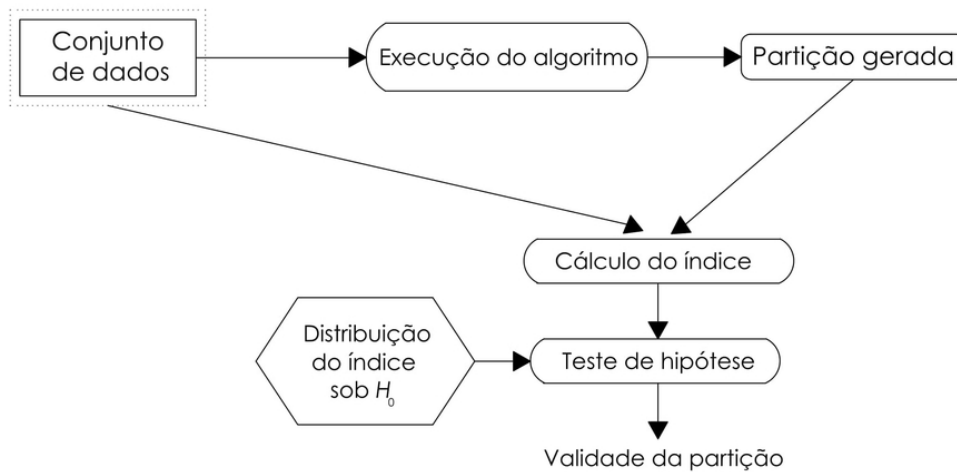 Conjunto
de dados
Execução do algoritmo
Partição gerada
Cálculo do índice
Distribuição
do índice
sob H0
Teste de hipótese
Validade da partição